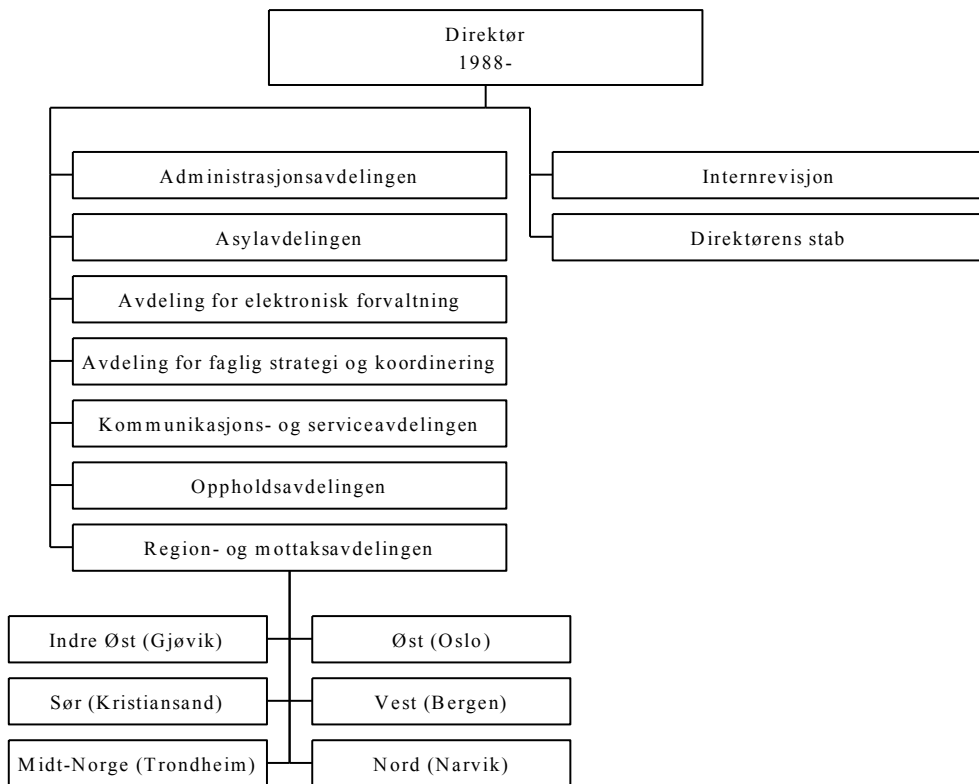 Direktør
1988-
Administrasjonsavdelingen
Internrevisjon
Asylavdelingen
Direktørens stab
Avdeling for elektronisk forvaltning
Avdeling for faglig strategi og koordinering
Kommunikasjons- og serviceavdelingen
Oppholdsavdelingen
Region- og mottaksavdelingen
Indre Øst (Gjøvik)
Øst (Oslo)
Sør (Kristiansand)
Vest (Bergen)
Midt-Norge (Trondheim)
Nord (Narvik)